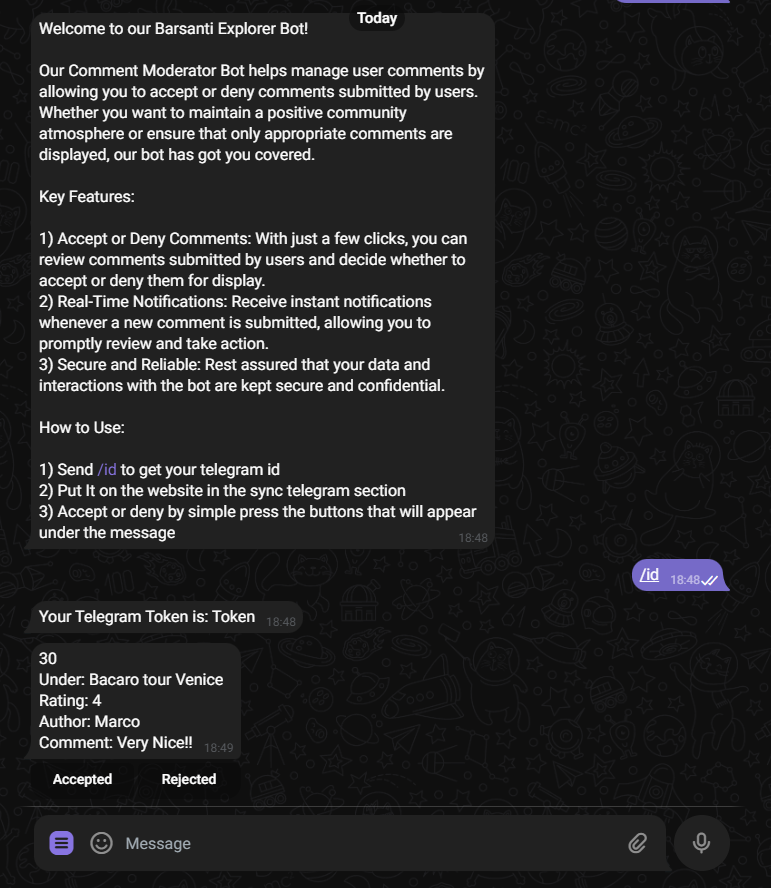 Today
Welcome to our Barsanti Explorer Bot!
Our Comment Moderator Bot helps manage user comments by
allowing you to accept or deny comments submitted by users.
Whether you want to maintain a positive community
atmosphere or ensure that only appropriate comments are
displayed, our bot has got you covered.
Key Features:
1) Accept or Deny Comments: With just a few clicks, you can
review comments submitted by users and decide whether to
accept or deny them for display.
2) Real-Time Notifications: Receive instant notifications
whenever a new comment is submitted, allowing you to
promptly review and take action.
3) Secure and Reliable: Rest assured that your data and
interactions with the bot are kept secure and confidential.
How to Use:
1) Send /id to get your telegram id
2) Put It on the website in the sync telegram section
3) Accept or deny by simple press the buttons that will appear
under the message 18:48
/id 18:48
Your Telegram Token is: Token 18:48
30
Under: Bacaro tour Venice
Rating: 4
Author: Marco
Comment: Very Nice!! 18:49
Accepted Rejected
Message